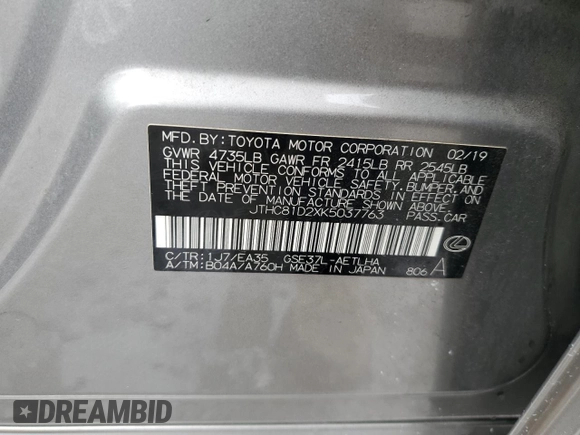 MFD. BY: TOYOTA MOTOR CORPORATION 02/19
GVWR 4735LB GAWR FR 2415LB RR 2545LB
THIS VEHICLE CONFORMS TO ALL APPLICABLE
FEDERAL MOTOR VEHICLE SAFETY, BUMPER, AND
THEFT PREVENTION STANDARDS IN EFFECT ON
THE DATE OF MANUFACTURE SHOWN ABOVE.
JTHC81D2XK5037763 PASS. CAR
C/TR: 1J7/EA35 GSE37L-AETLHA
A/TM: B04A/A760H MADE IN JAPAN 806 A
DREAMBID